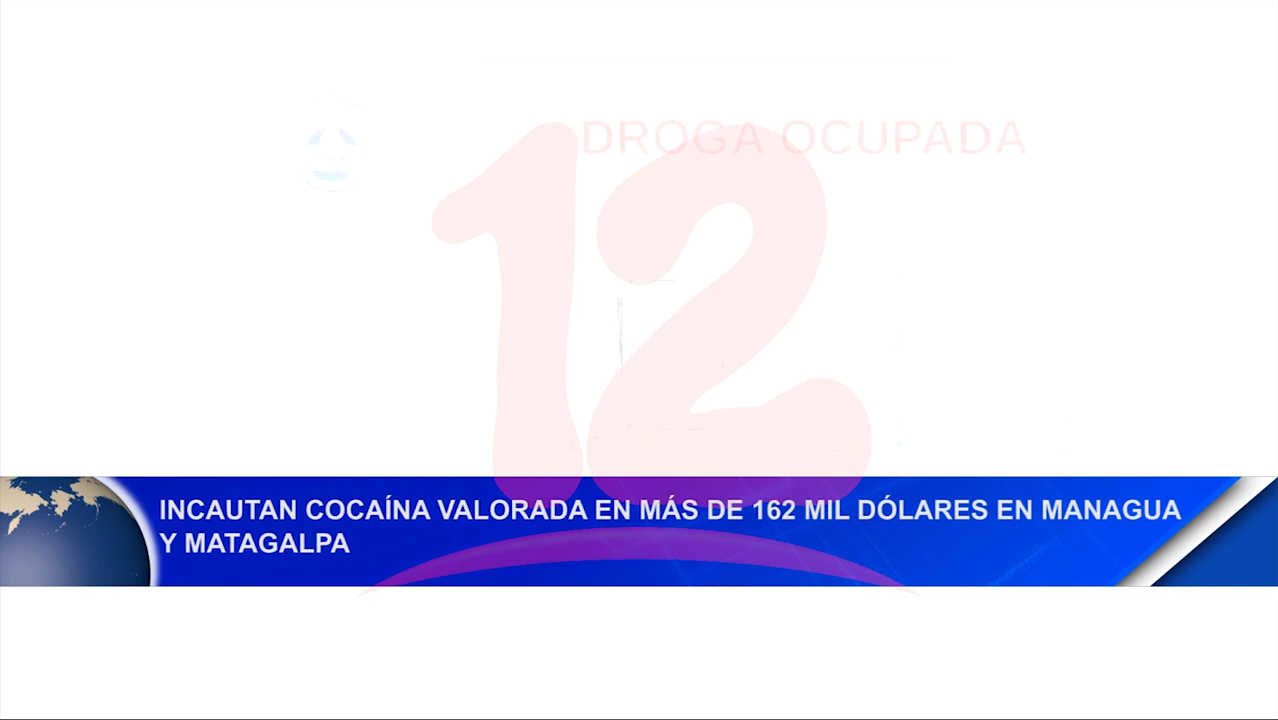 DROGA OCUPADA
12
INCAUTAN COCAÍNA VALORADA EN MÁS DE 162 MIL DÓLARES EN MANAGUA
Y MATAGALPA